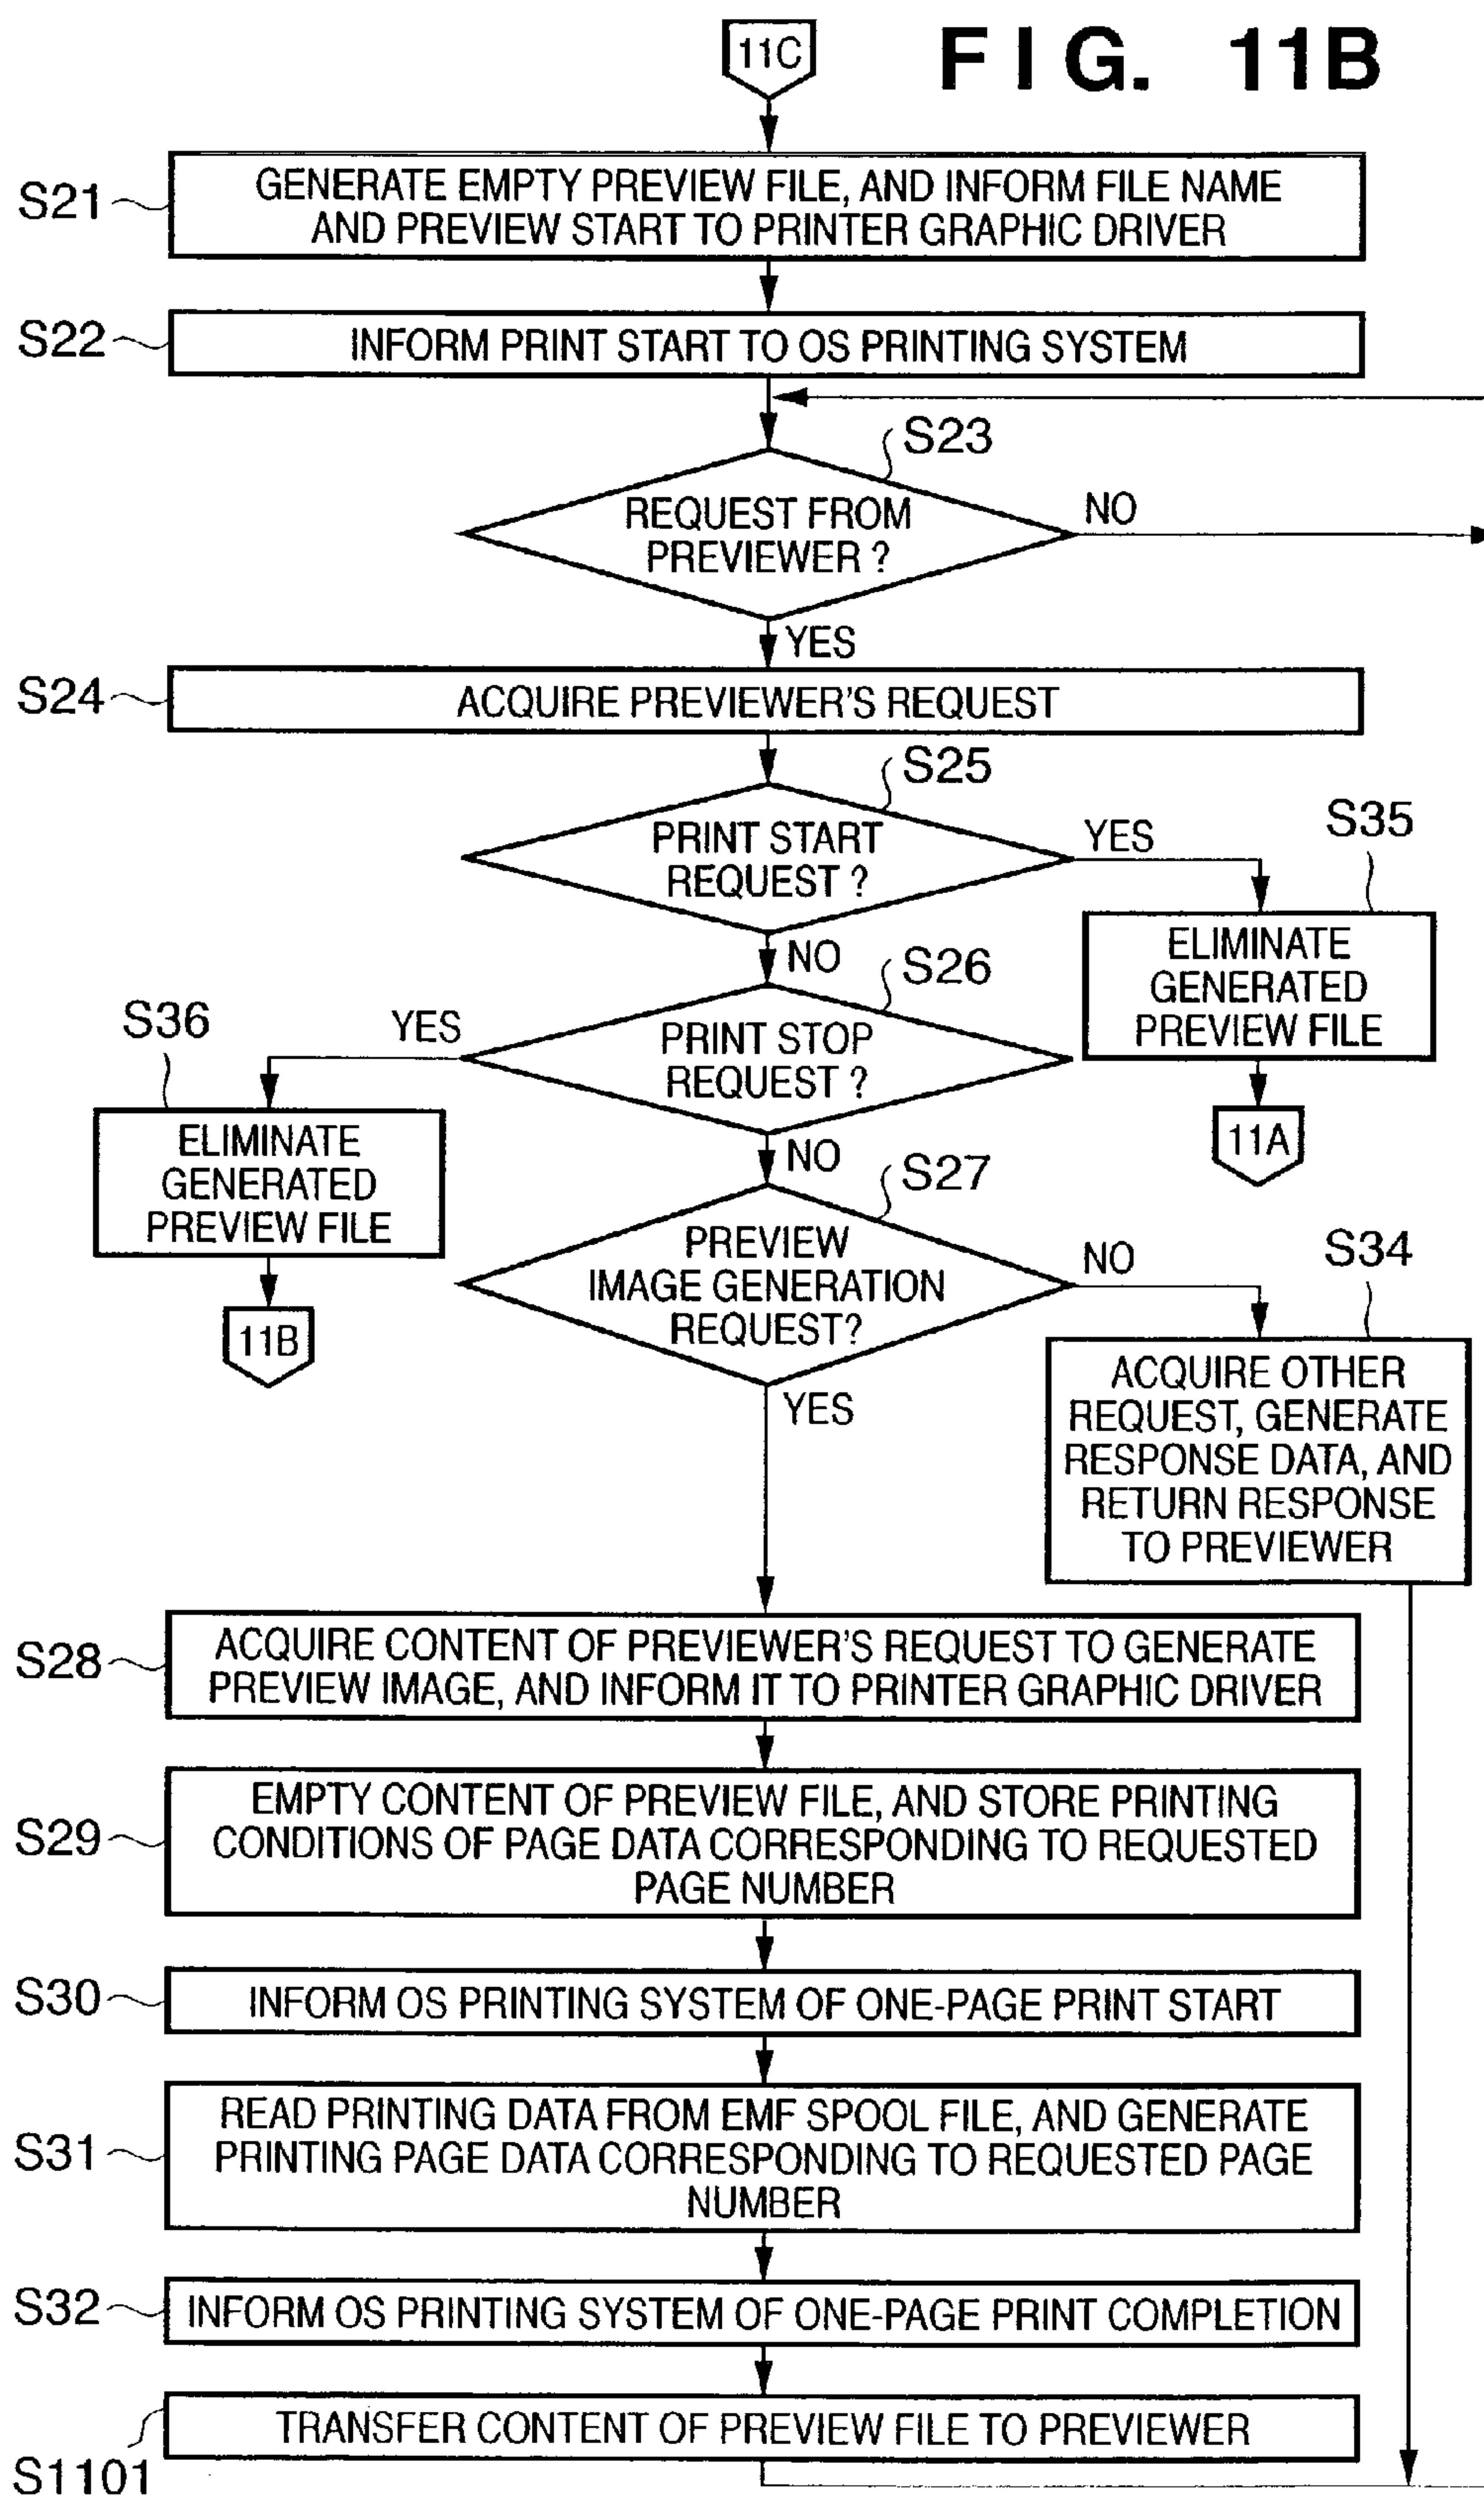 11C
FIG. 11B
S21
GENERATE EMPTY PREVIEW FILE, AND INFORM FILE NAME
AND PREVIEW START TO PRINTER GRAPHIC DRIVER
S22
INFORM PRINT START TO OS PRINTING SYSTEM
S23
REQUEST FROM
PREVIEWER ?
NO
YES
S24
ACQUIRE PREVIEWER'S REQUEST
S25
PRINT START
REQUEST ?
YES
S35
ELIMINATE
GENERATED
PREVIEW FILE
11A
NO
S26
PRINT STOP
REQUEST ?
YES
S36
ELIMINATE
GENERATED
PREVIEW FILE
11B
NO
S27
PREVIEW
IMAGE GENERATION
REQUEST?
NO
S34
ACQUIRE OTHER
REQUEST, GENERATE
RESPONSE DATA, AND
RETURN RESPONSE
TO PREVIEWER
YES
S28
ACQUIRE CONTENT OF PREVIEWER'S REQUEST TO GENERATE
PREVIEW IMAGE, AND INFORM IT TO PRINTER GRAPHIC DRIVER
S29
EMPTY CONTENT OF PREVIEW FILE, AND STORE PRINTING
CONDITIONS OF PAGE DATA CORRESPONDING TO REQUESTED
PAGE NUMBER
S30
INFORM OS PRINTING SYSTEM OF ONE-PAGE PRINT START
S31
READ PRINTING DATA FROM EMF SPOOL FILE, AND GENERATE
PRINTING PAGE DATA CORRESPONDING TO REQUESTED PAGE
NUMBER
S32
INFORM OS PRINTING SYSTEM OF ONE-PAGE PRINT COMPLETION
S1101
TRANSFER CONTENT OF PREVIEW FILE TO PREVIEWER